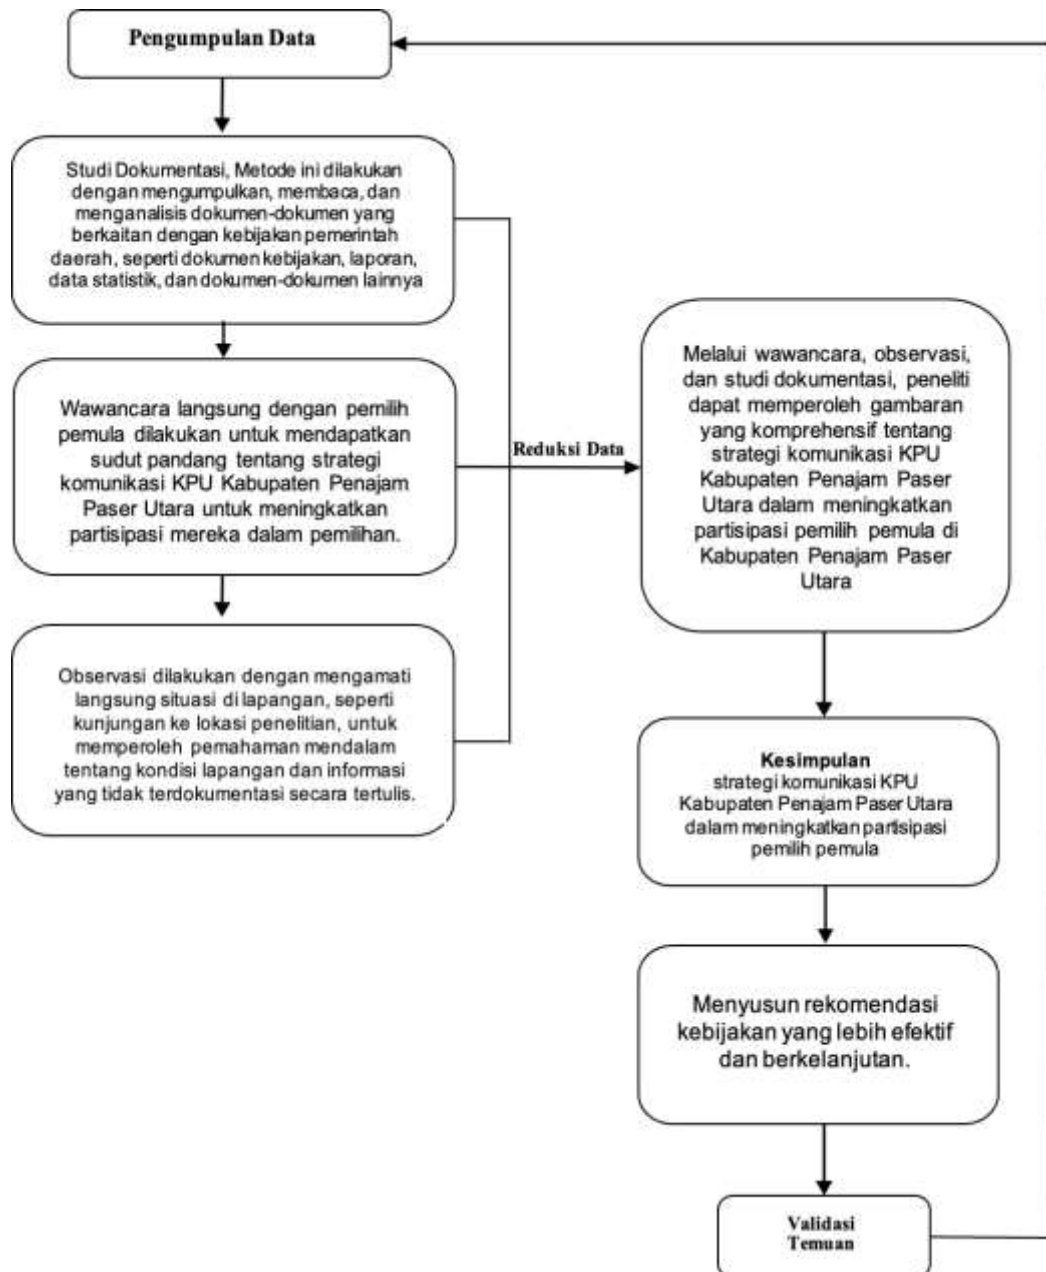 Pengumpulan Data
Studi Dokumentasi, Metode ini dilakukan
dengan mengumpulkan, membaca, dan
menganalisis dokumen-dokumen yang
berkaitan dengan kebijakan pemerintah
daerah, seperti dokumen kebijakan, laporan,
data statistik, dan dokumen-dokumen lainnya
Wawancara langsung dengan pemilih
pemula dilakukan untuk mendapatkan
sudut pandang tentang strategi
komunikasi KPU Kabupaten Penajam
Paser Utara untuk meningkatkan
partisipasi mereka dalam pemilihan.
Observasi dilakukan dengan mengamati
langsung situasi di lapangan, seperti
kunjungan ke lokasi penelitian, untuk
memperoleh pemahaman mendalam
tentang kondisi lapangan dan informasi
yang tidak terdokumentasi secara tertulis.
Reduksi Data
Melalui wawancara, observasi,
dan studi dokumentasi, peneliti
dapat memperoleh gambaran
yang komprehensif tentang
strategi komunikasi KPU
Kabupaten Penajam Paser
Utara dalam meningkatkan
partisipasi pemilih pemula di
Kabupaten Penajam Paser
Utara
Kesimpulan
strategi komunikasi KPU
Kabupaten Penajam Paser Utara
dalam meningkatkan partisipasi
pemilih pemula
Menyusun rekomendasi
kebijakan yang lebih efektif
dan berkelanjutan.
Validasi
Temuan